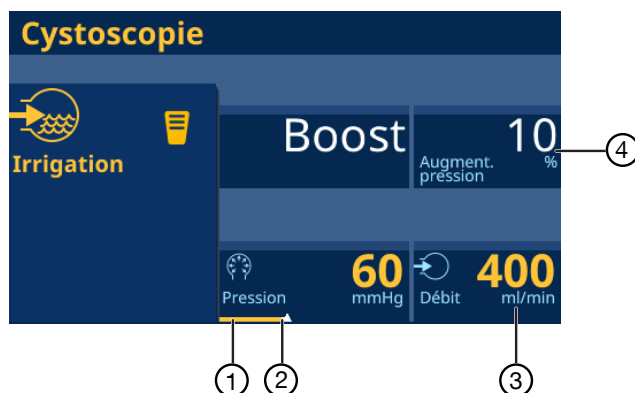 Cystoscopie
Irrigation
Boost
10
Augment.
pression
%
4
Pression
60
mmHg
Débit
400
ml/min
1
2
3